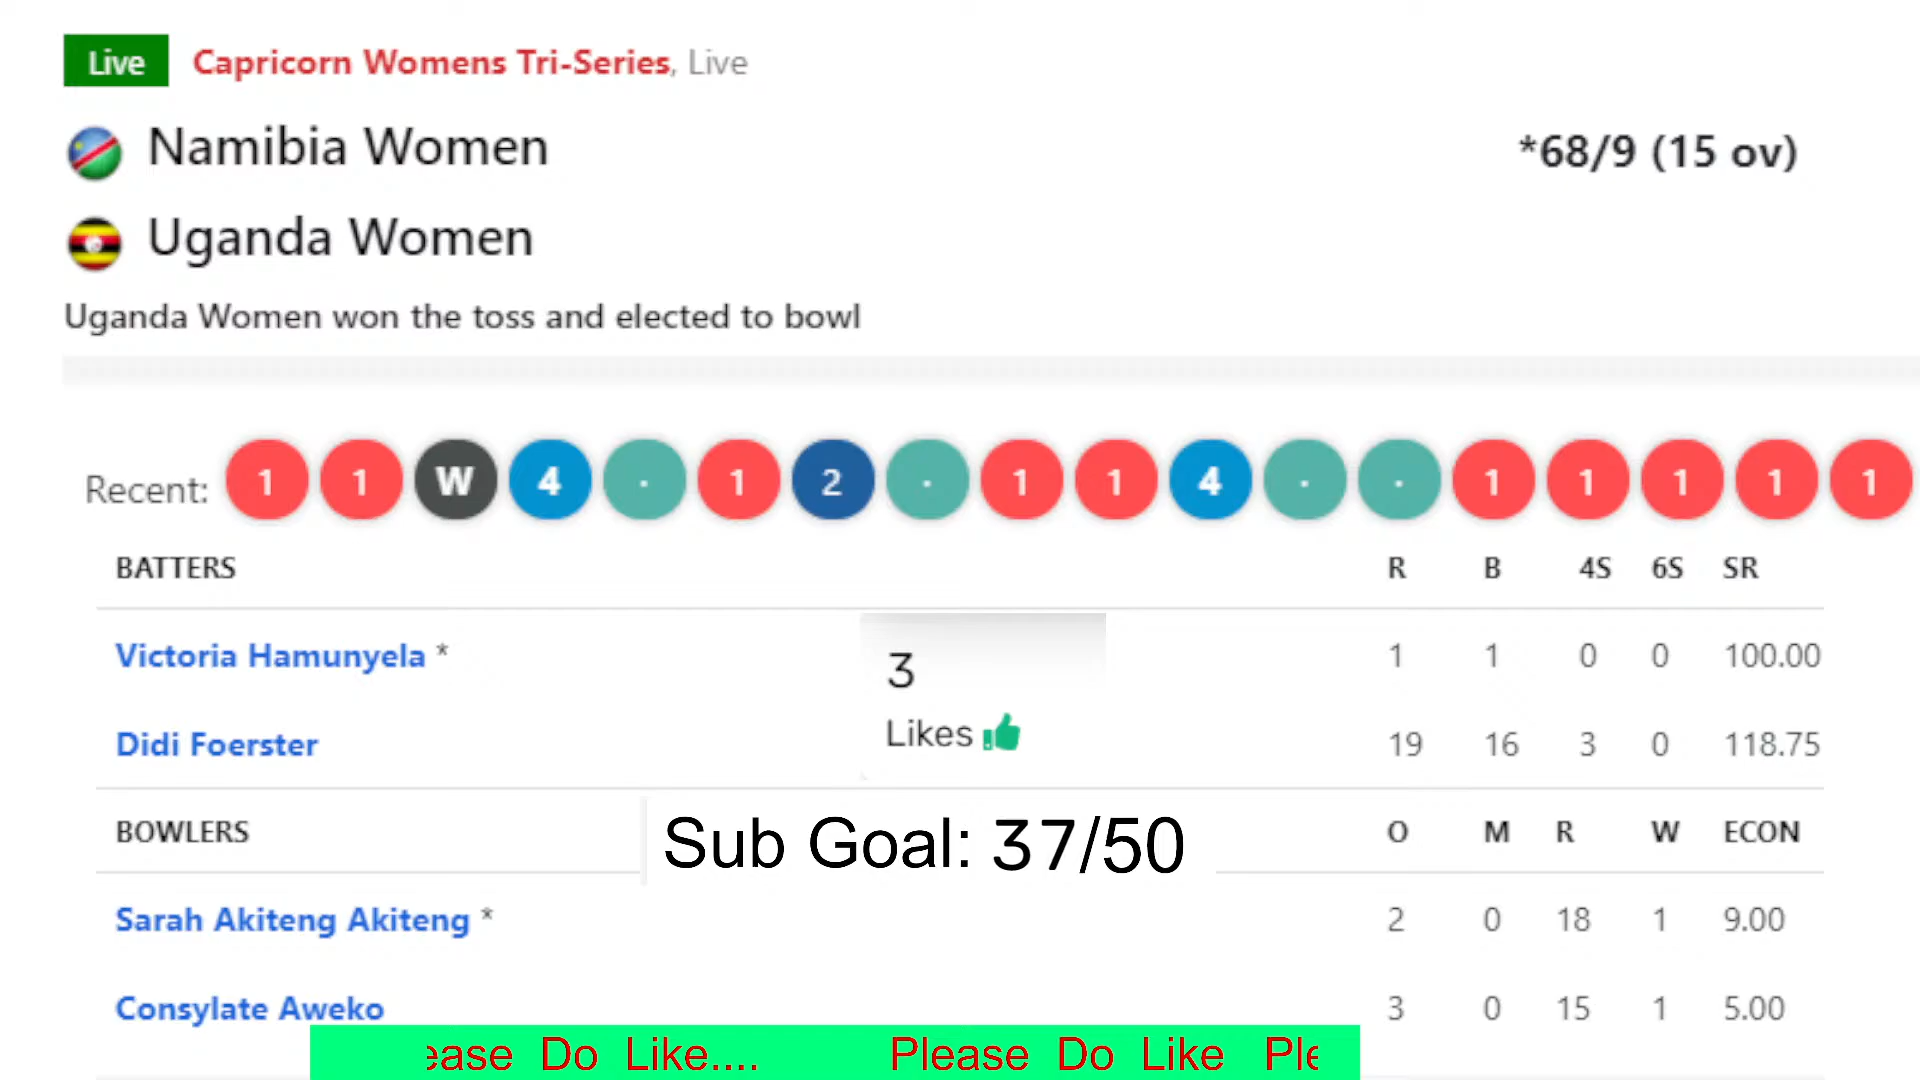 Live Capricorn Womens Tri-Series, Live
Namibia Women *68/9 (15 ov)
Uganda Women
Uganda Women won the toss and elected to bowl
Recent: 1 1 W 4 · 1 2 · 1 1 4 · · 1 1 1 1 1
BATTERS R B 4S 6S SR
Victoria Hamunyela * 1 1 0 0 100.00
3
Likes
Didi Foerster 19 16 3 0 118.75
Sub Goal: 37/50
BOWLERS O M R W ECON
Sarah Akiteng Akiteng * 2 0 18 1 9.00
Consylate Aweko 3 0 15 1 5.00
ease Do Like.... Please Do Like Ple